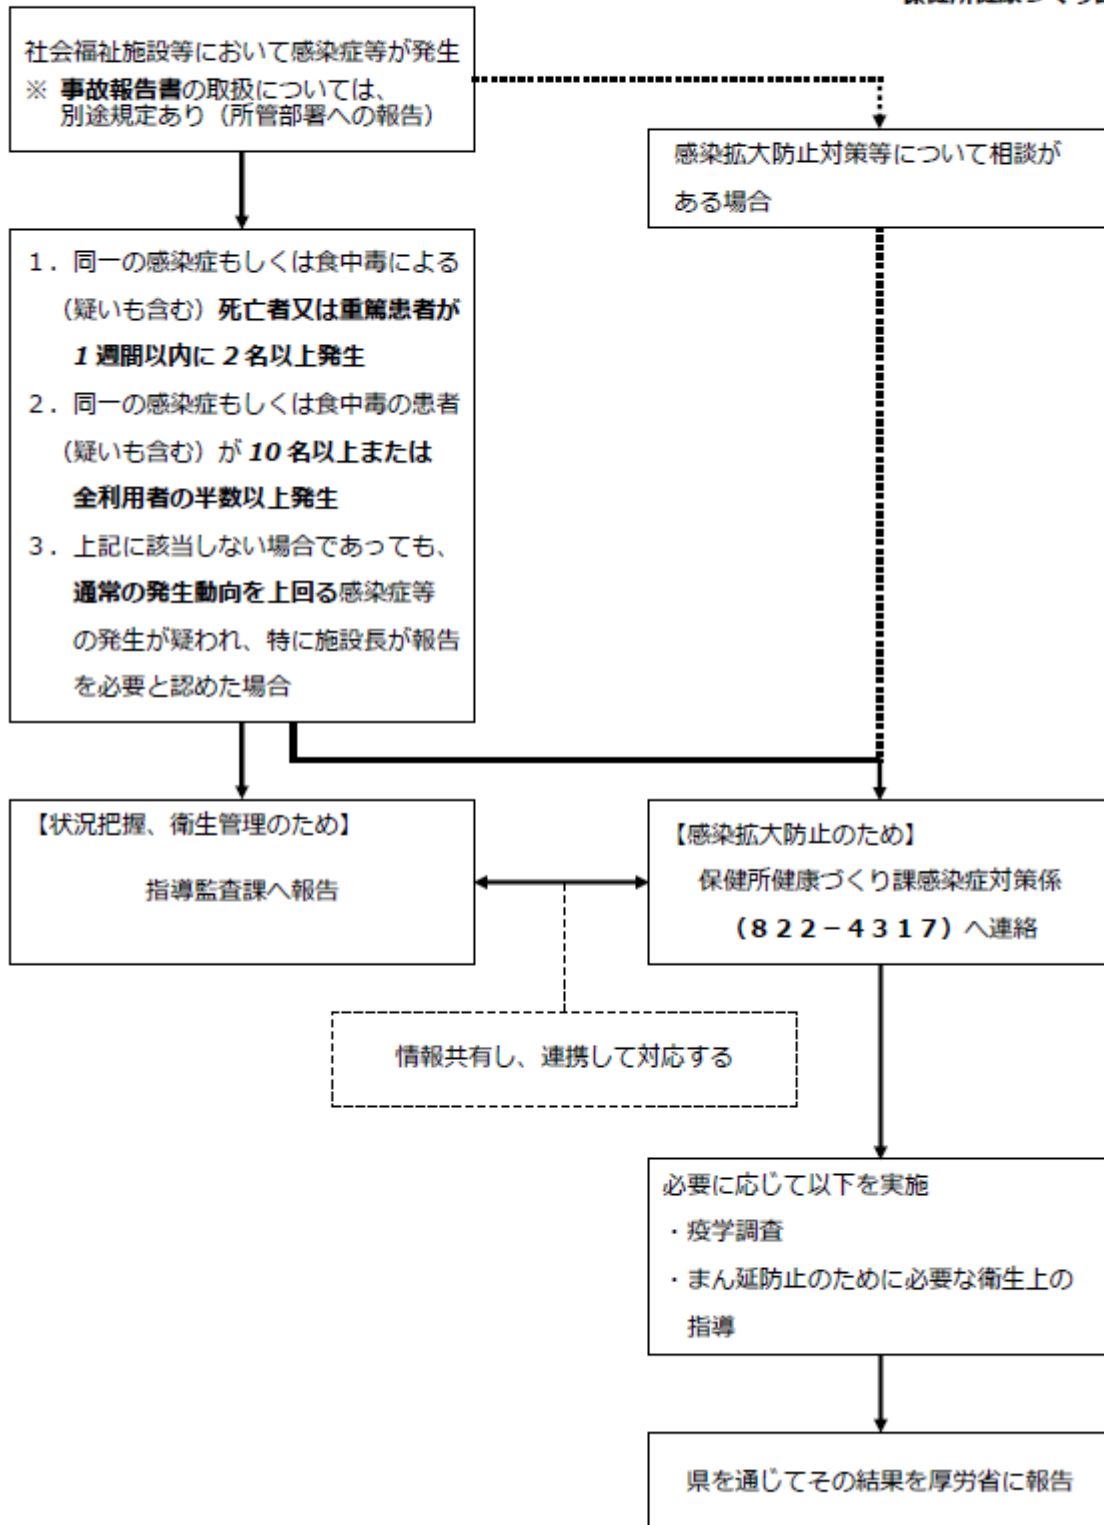 社会福祉施設等において感染症等が発生
※ 事故報告書の取扱については、
別途規定あり（所管部署への報告）
感染拡大防止対策等について相談が
ある場合
１．同一の感染症もしくは食中毒による
（疑いも含む）死亡者又は重篤患者が
1 週間以内に 2 名以上発生
２．同一の感染症もしくは食中毒の患者
（疑いも含む）が 10 名以上または
全利用者の半数以上発生
３．上記に該当しない場合であっても、
通常の発生動向を上回る感染症等
の発生が疑われ、特に施設長が報告
を必要と認めた場合
【状況把握、衛生管理のため】
指導監査課へ報告
【感染拡大防止のため】
保健所健康づくり課感染症対策係
（８２２－４３１７）へ連絡
情報共有し、連携して対応する
必要に応じて以下を実施
・疫学調査
・まん延防止のために必要な衛生上の
指導
県を通じてその結果を厚労省に報告